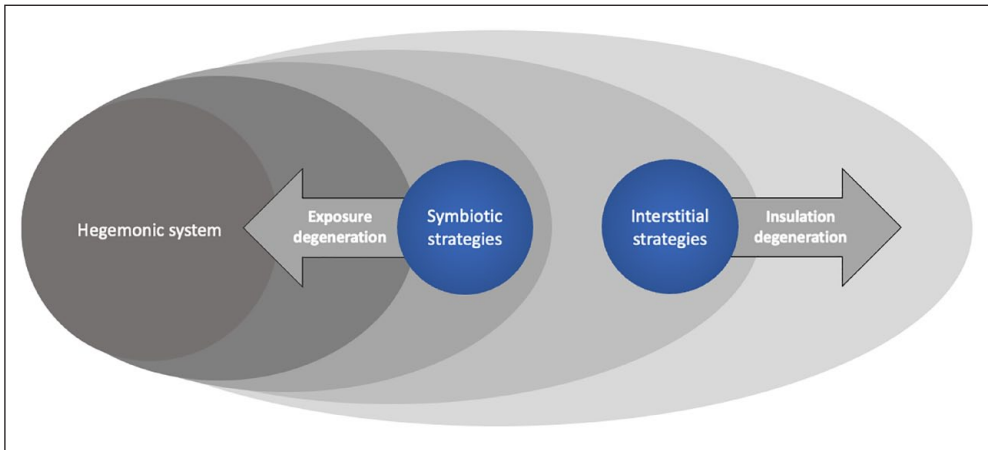 Hegemonic system
Exposure
degeneration
Symbiotic
strategies
Interstitial
strategies
Insulation
degeneration